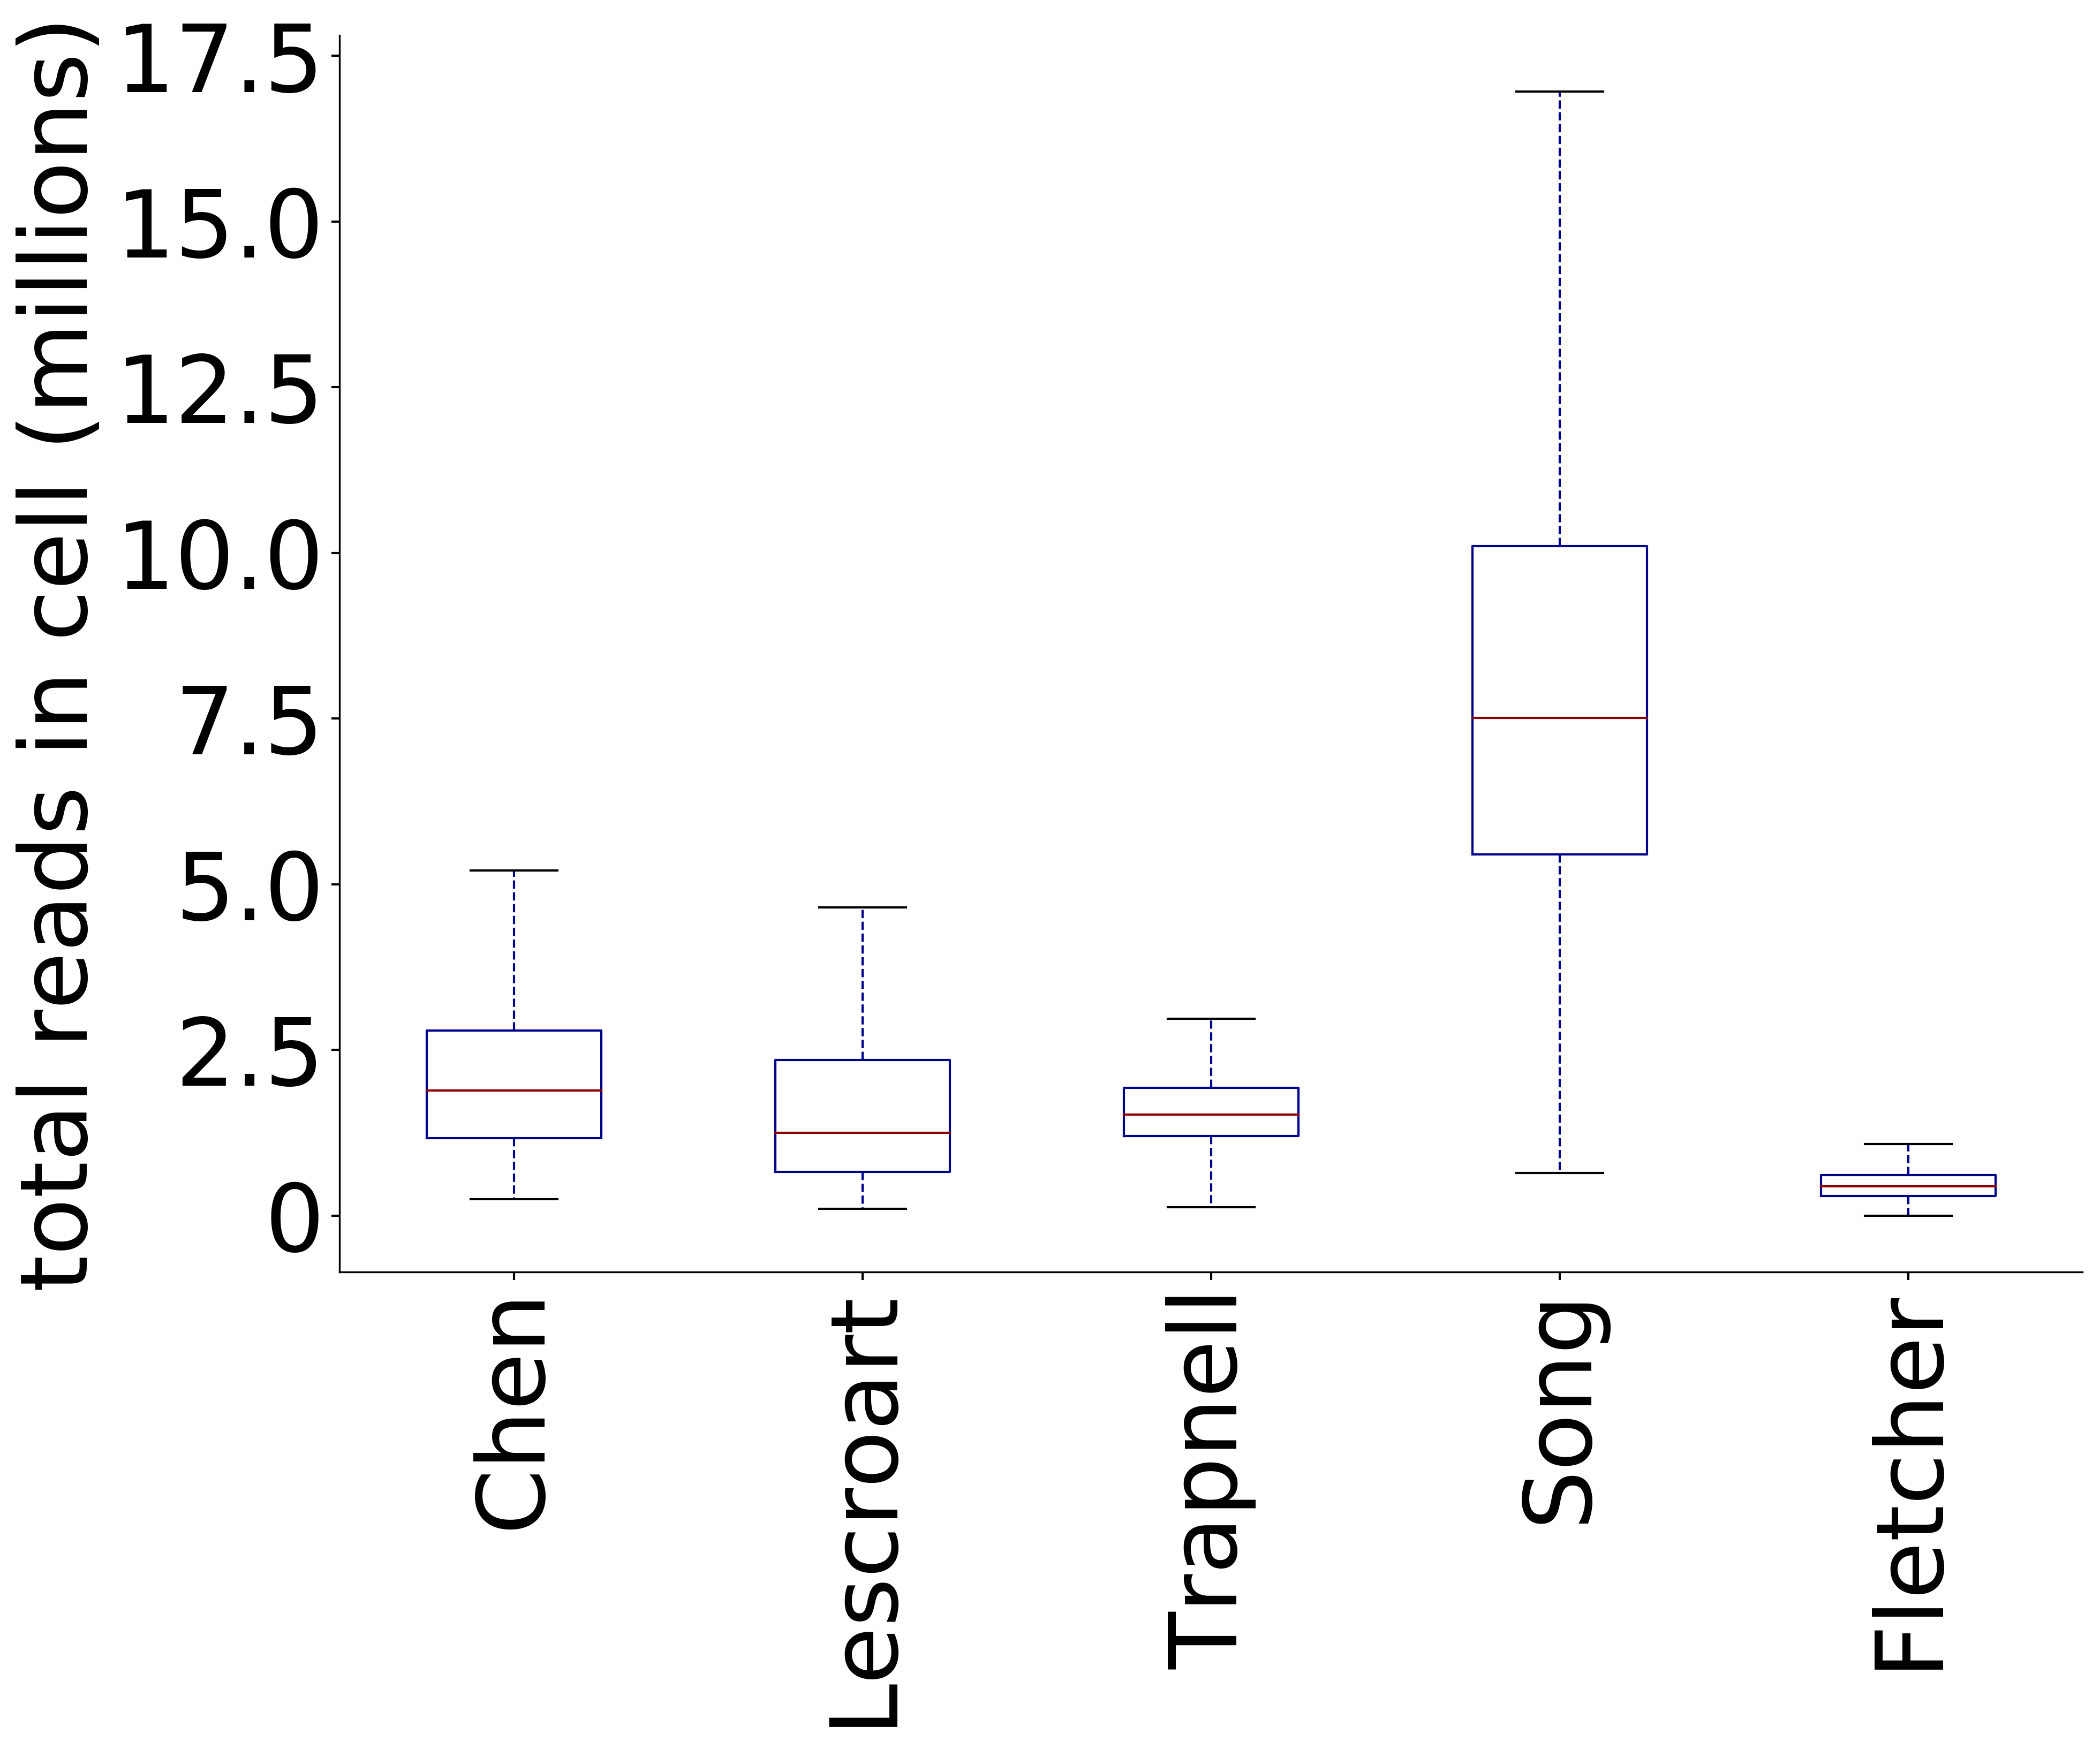 total reads in cell (millions)
17.5
15.0
12.5
10.0
7.5
5.0
2.5
0
Chen
Lescroart
Trapnell
Song
Fletcher